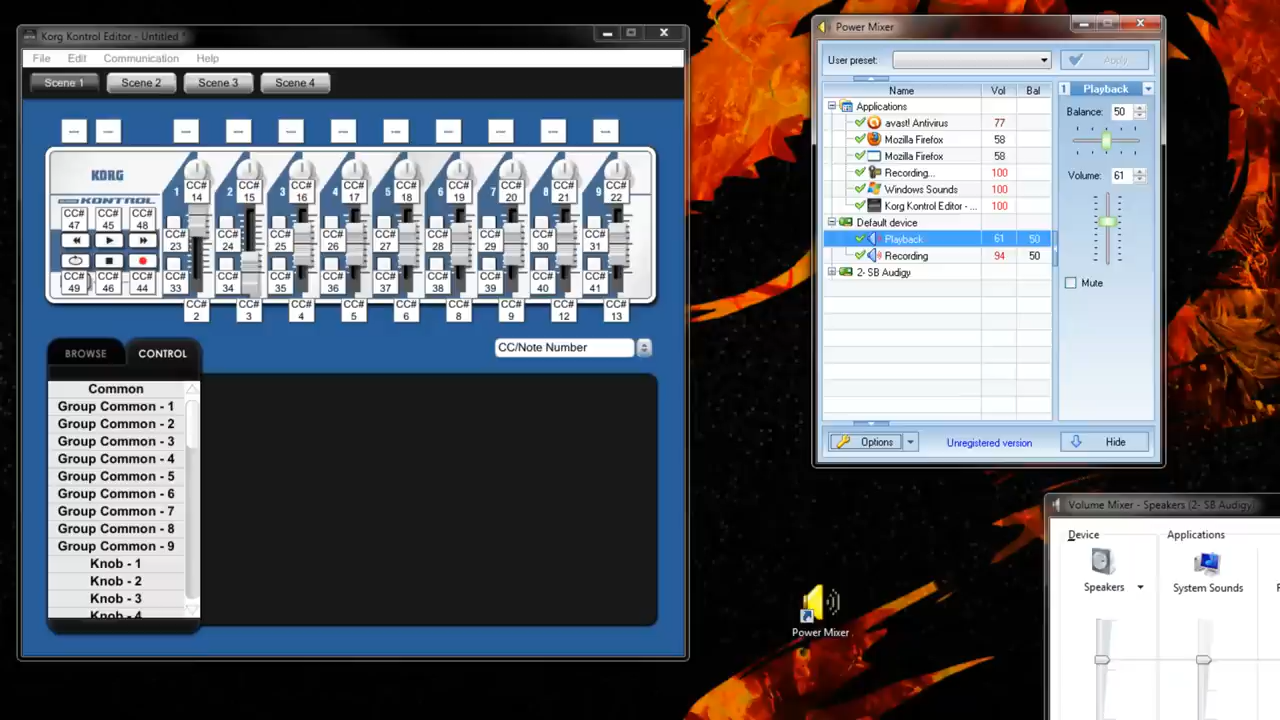 Korg Kontrol Editor - Untitled *
File Edit Communication Help
Scene 1 Scene 2 Scene 3 Scene 4
KORG
KONTROL
1 2 3 4 5 6 7 8 9
CC# 14 CC# 15 CC# 16 CC# 17 CC# 18 CC# 19 CC# 20 CC# 21 CC# 22
CC# 47 CC# 45 CC# 48
23 24 25 26 27 28 29 30 31
CC# 49 CC# 46 CC# 44
CC# 33 CC# 34 CC# 35 CC# 36 CC# 37 CC# 38 CC# 39 CC# 40 CC# 41
CC# 2 CC# 3 CC# 4 CC# 5 CC# 6 CC# 8 CC# 9 CC# 12 CC# 13
BROWSE CONTROL
CC/Note Number
Common
Group Common - 1
Group Common - 2
Group Common - 3
Group Common - 4
Group Common - 5
Group Common - 6
Group Common - 7
Group Common - 8
Group Common - 9
Knob - 1
Knob - 2
Knob - 3
Knob - 4
Power Mixer
User preset: Apply
Name Vol Bal
Applications
avast! Antivirus 77
Mozilla Firefox 58
Mozilla Firefox 58
Recording... 100
Windows Sounds 100
Korg Kontrol Editor - ... 100
Default device
Playback 61 50
Recording 94 50
2- SB Audigy
1 Playback
Balance: 50
Volume: 61
Mute
Options Unregistered version Hide
Power Mixer
Volume Mixer - Speakers (2- SB Audigy)
Device Applications
Speakers System Sounds